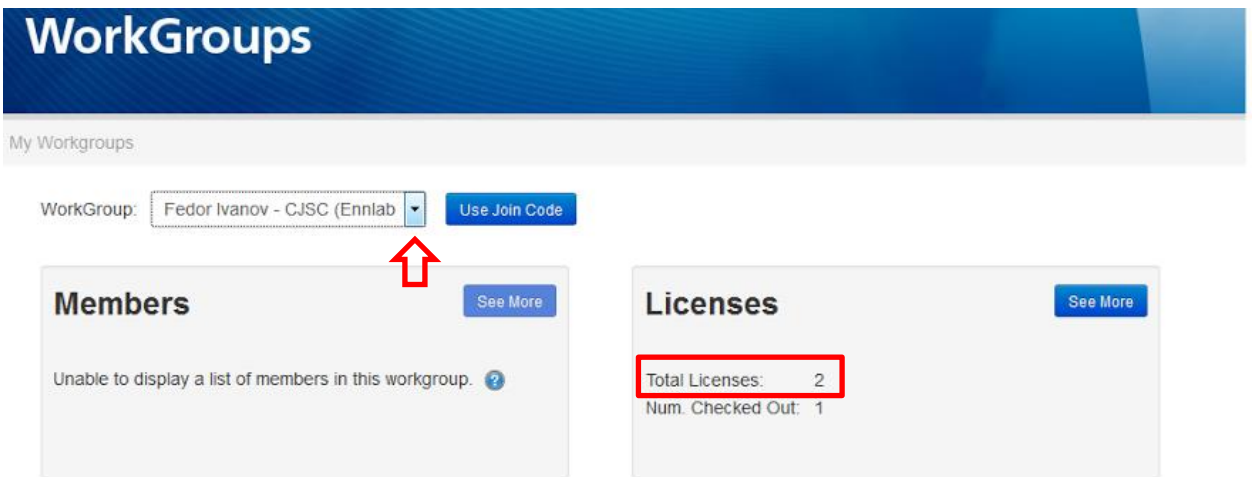 WorkGroups
My Workgroups
WorkGroup: Fedor Ivanov - CJSC (Ennlab Use Join Code
Members See More
Unable to display a list of members in this workgroup. ?
Licenses See More
Total Licenses: 2
Num. Checked Out: 1